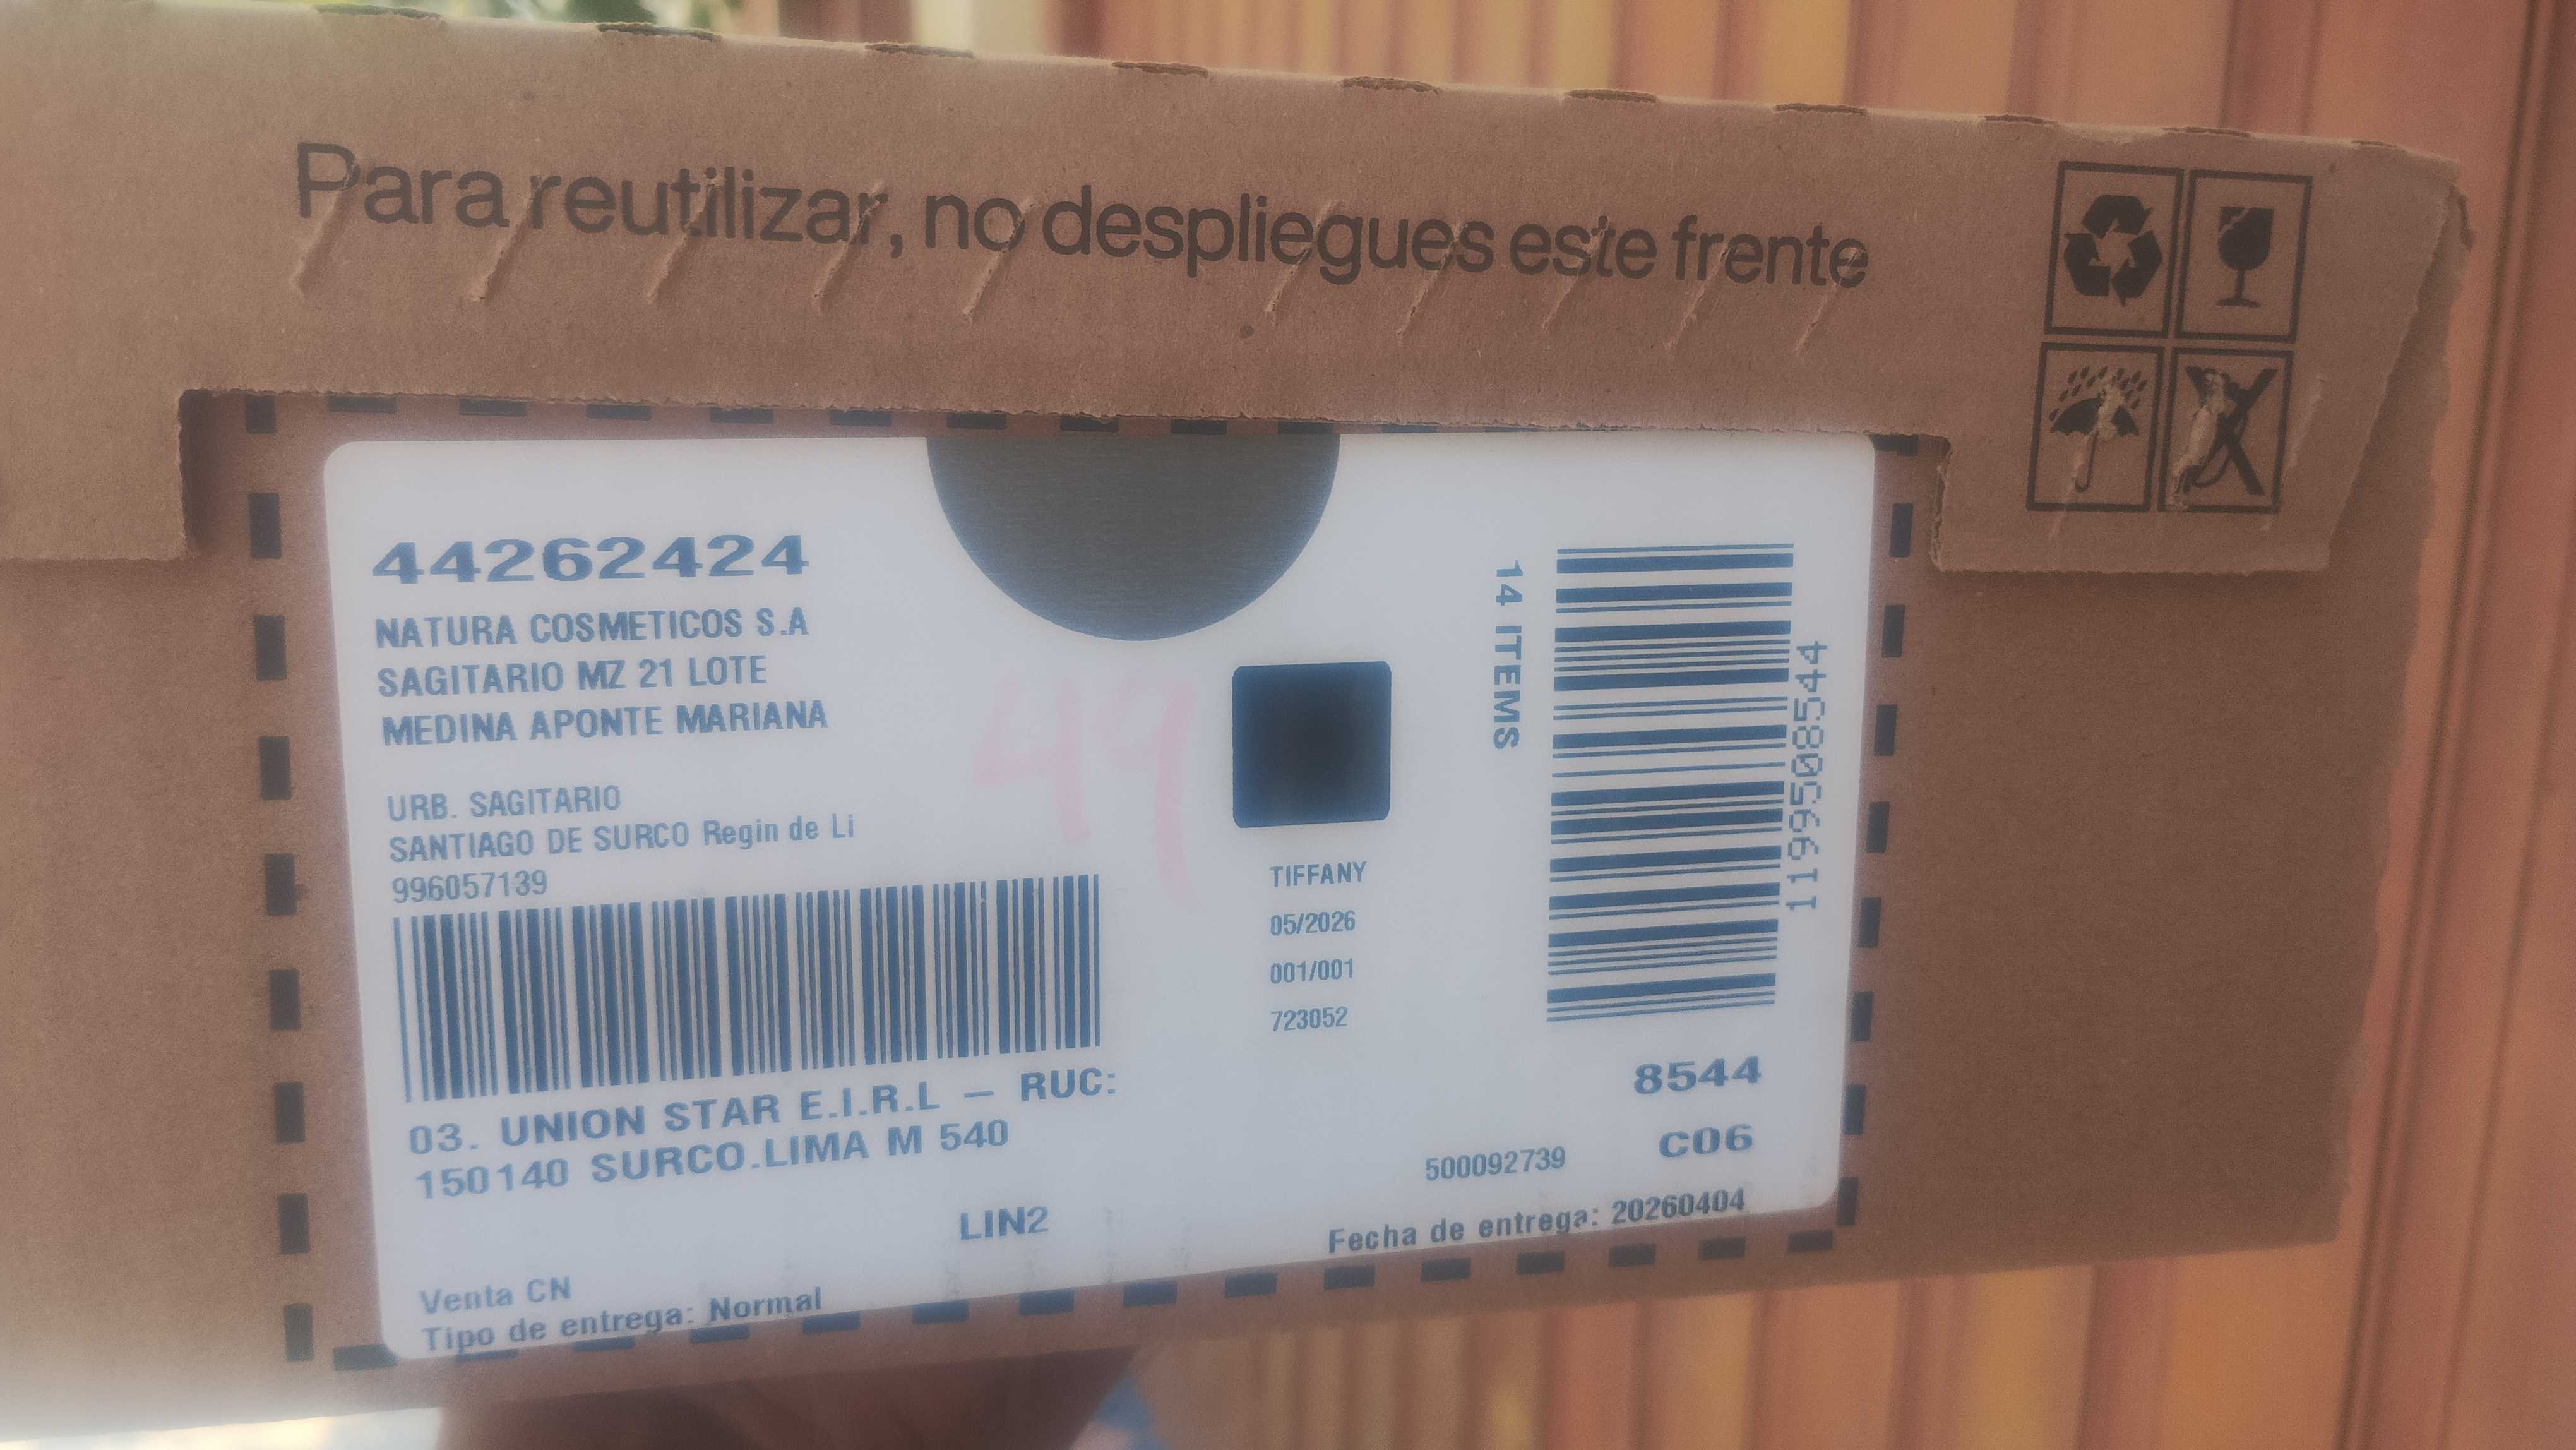 Para reutilizar, no despliegues este frente
44262424
NATURA COSMETICOS S.A
SAGITARIO MZ 21 LOTE
MEDINA APONTE MARIANA
URB. SAGITARIO
SANTIAGO DE SURCO Regin de Li
996057139
03. UNION STAR E.I.R.L – RUC:
150140 SURCO.LIMA M 540
LIN2
Venta CN
Tipo de entrega: Normal
49
TIFFANY
05/2026
001/001
723052
14 ITEMS
1199508544
8544
C06
500092739
Fecha de entrega: 20260404